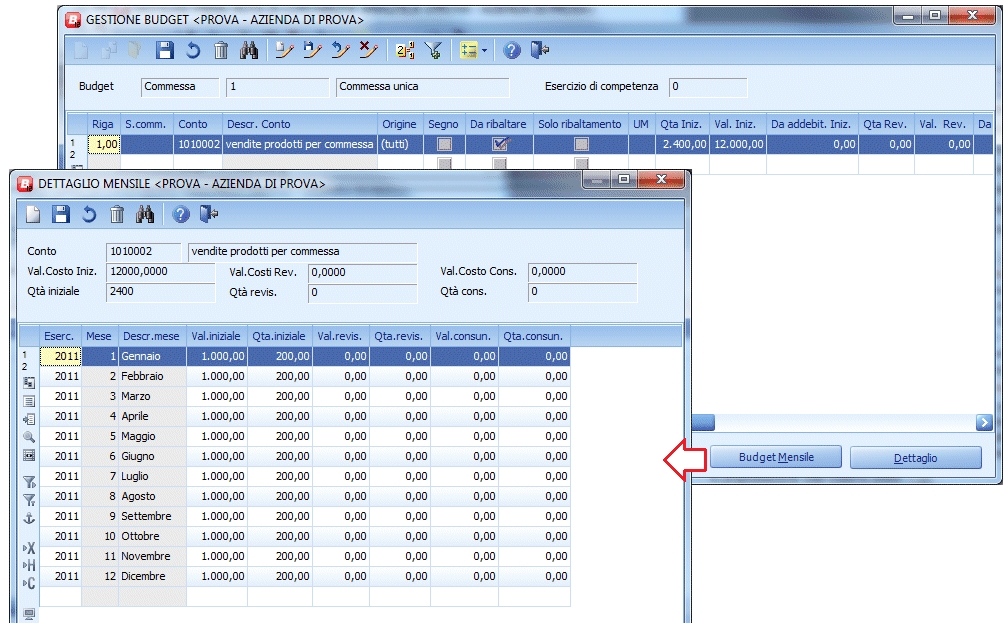 GESTIONE BUDGET <PROVA - AZIENDA DI PROVA>
Budget Commessa 1 Commessa unica Esercizio di competenza 0
Riga S.comm. Conto Descr. Conto Origine Segno Da ribaltare Solo ribaltamento UM Qta Iniz. Val. Iniz. Da addebit. Iniz. Qta Rev. Val. Rev. Da
1 1,00 1010002 vendite prodotti per commessa (tutti) 2.400,00 12.000,00 0,00 0,00 0,00
2
DETTAGLIO MENSILE <PROVA - AZIENDA DI PROVA>
Conto 1010002 vendite prodotti per commessa
Val.Costo Iniz. 12000,0000 Val.Costi Rev. 0,0000 Val.Costo Cons. 0,0000
Qtà iniziale 2400 Qtà revis. 0 Qtà cons. 0
Eserc. Mese Descr.mese Val.iniziale Qta.iniziale Val.revis. Qta.revis. Val.consun. Qta.consun.
1 2011 1 Gennaio 1.000,00 200,00 0,00 0,00 0,00 0,00
2
2011 2 Febbraio 1.000,00 200,00 0,00 0,00 0,00 0,00
2011 3 Marzo 1.000,00 200,00 0,00 0,00 0,00 0,00
2011 4 Aprile 1.000,00 200,00 0,00 0,00 0,00 0,00
2011 5 Maggio 1.000,00 200,00 0,00 0,00 0,00 0,00
2011 6 Giugno 1.000,00 200,00 0,00 0,00 0,00 0,00
2011 7 Luglio 1.000,00 200,00 0,00 0,00 0,00 0,00
2011 8 Agosto 1.000,00 200,00 0,00 0,00 0,00 0,00
2011 9 Settembre 1.000,00 200,00 0,00 0,00 0,00 0,00
2011 10 Ottobre 1.000,00 200,00 0,00 0,00 0,00 0,00
2011 11 Novembre 1.000,00 200,00 0,00 0,00 0,00 0,00
2011 12 Dicembre 1.000,00 200,00 0,00 0,00 0,00 0,00
X
H
C
Budget Mensile Dettaglio